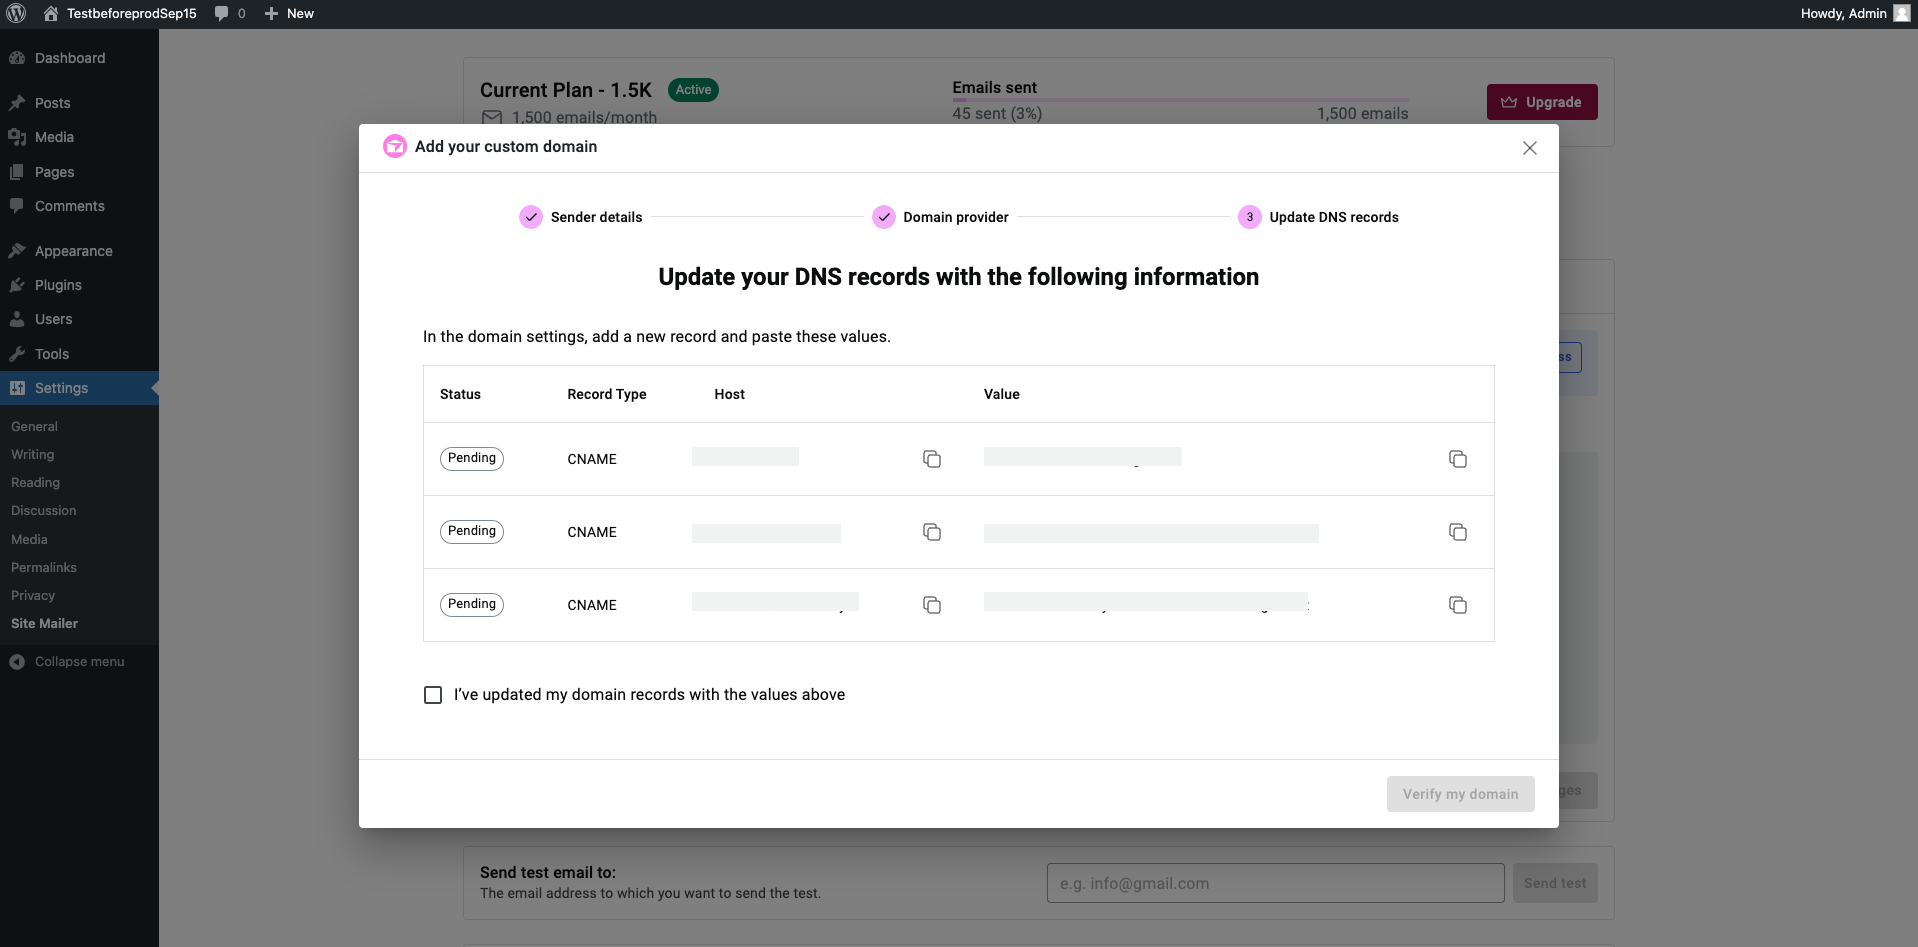 TestbeforeprodSep15
0
New
Howdy, Admin
Dashboard
Posts
Media
Pages
Comments
Appearance
Plugins
Users
Tools
Settings
General
Writing
Reading
Discussion
Media
Permalinks
Privacy
Site Mailer
Collapse menu
Current Plan - 1.5K
Active
1,500 emails/month
Emails sent
45 sent (3%)
1,500 emails
Upgrade
Add your custom domain
Sender details
Domain provider
3
Update DNS records
Update your DNS records with the following information
In the domain settings, add a new record and paste these values.
Status Record Type Host Value
Pending CNAME
Pending CNAME
Pending CNAME
I’ve updated my domain records with the values above
Verify my domain
Send test email to:
The email address to which you want to send the test.
e.g. info@gmail.com
Send test